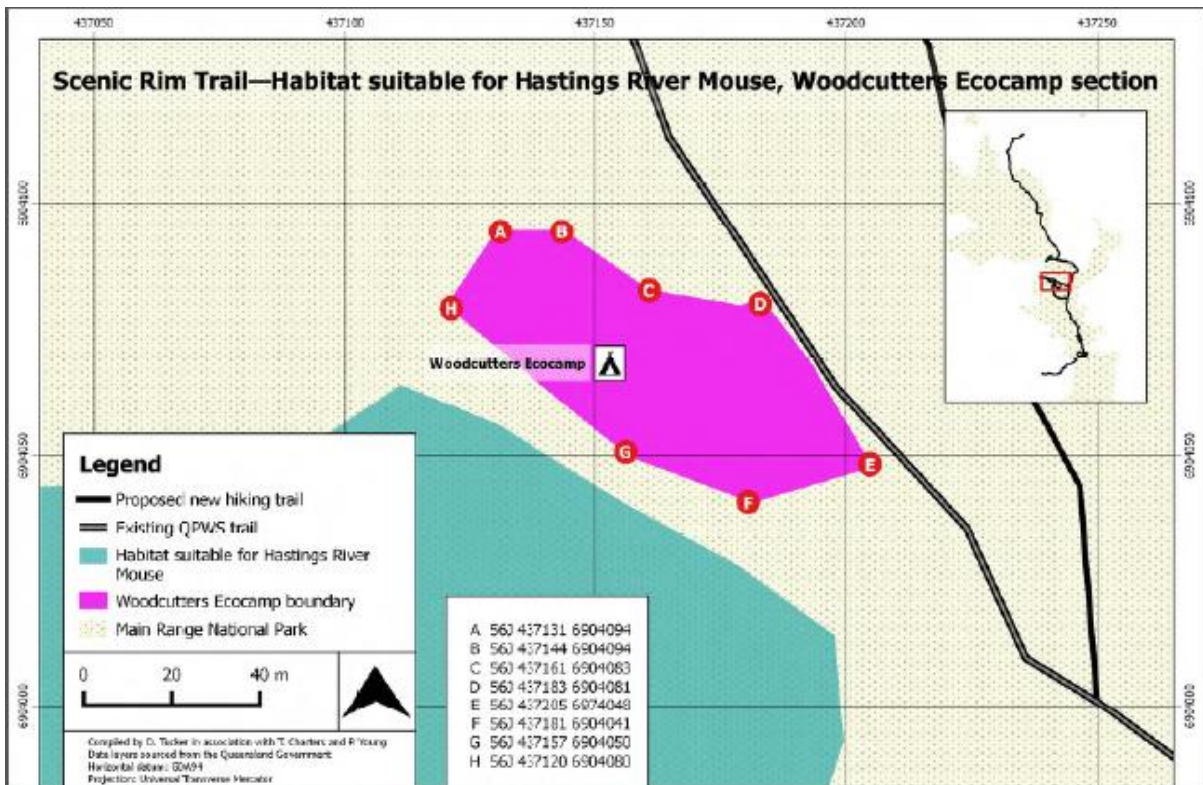 437050
437100
437150
437200
437250
Scenic Rim Trail—Habitat suitable for Hastings River Mouse, Woodcutters Ecocamp section
6904100
6904100
A
B
C
D
H
Woodcutters Ecocamp
G
E
F
6904050
6904050
Legend
Proposed new hiking trail
Existing QPWS trail
Habitat suitable for Hastings River
Mouse
Woodcutters Ecocamp boundary
Main Range National Park
0 20 40 m
A 56J 437131 6904094
B 56J 437144 6904094
C 56J 437161 6904083
D 56J 437183 6904081
E 56J 437205 6974048
F 56J 437181 6904041
G 56J 437157 6904050
H 56J 437120 6904080
6904000
6904000
Compiled by D. Tucker in association with T. Charters and P. Young
Data layers sourced from the Queensland Government
Horizontal datum: GDA94
Projection: Universal Transverse Mercator